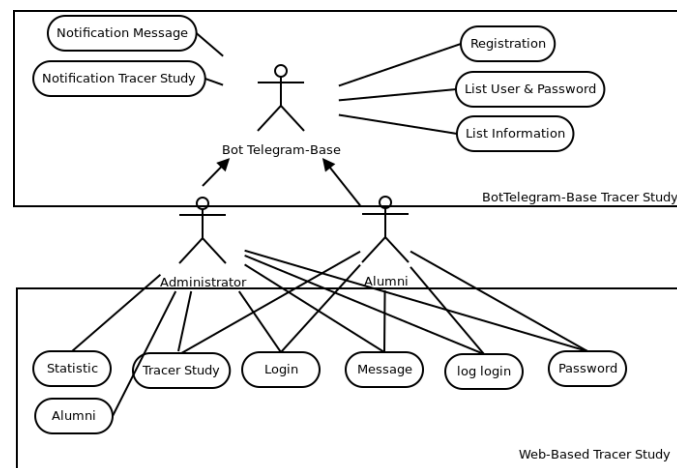 Notification Message
Registration
Notification Tracer Study
List User & Password
List Information
Bot Telegram-Base
BotTelegram-Base Tracer Study
Administrator
Alumni
Statistic
Tracer Study
Login
Message
log login
Password
Alumni
Web-Based Tracer Study